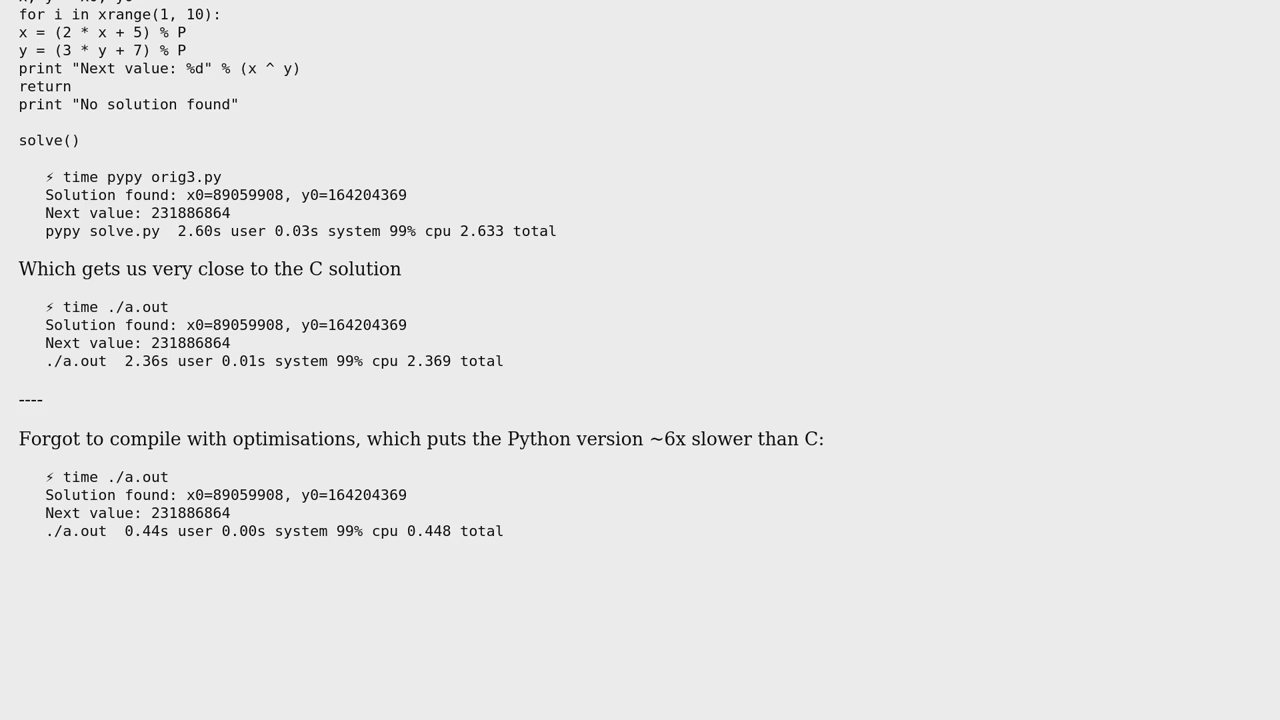 for i in xrange(1, 10):
x = (2 * x + 5) % P
y = (3 * y + 7) % P
print "Next value: %d" % (x ^ y)
return
print "No solution found"
solve()
⚡ time pypy orig3.py
Solution found: x0=89059908, y0=164204369
Next value: 231886864
pypy solve.py  2.60s user 0.03s system 99% cpu 2.633 total
Which gets us very close to the C solution
⚡ time ./a.out
Solution found: x0=89059908, y0=164204369
Next value: 231886864
./a.out  2.36s user 0.01s system 99% cpu 2.369 total
----
Forgot to compile with optimisations, which puts the Python version ~6x slower than C:
⚡ time ./a.out
Solution found: x0=89059908, y0=164204369
Next value: 231886864
./a.out  0.44s user 0.00s system 99% cpu 0.448 total